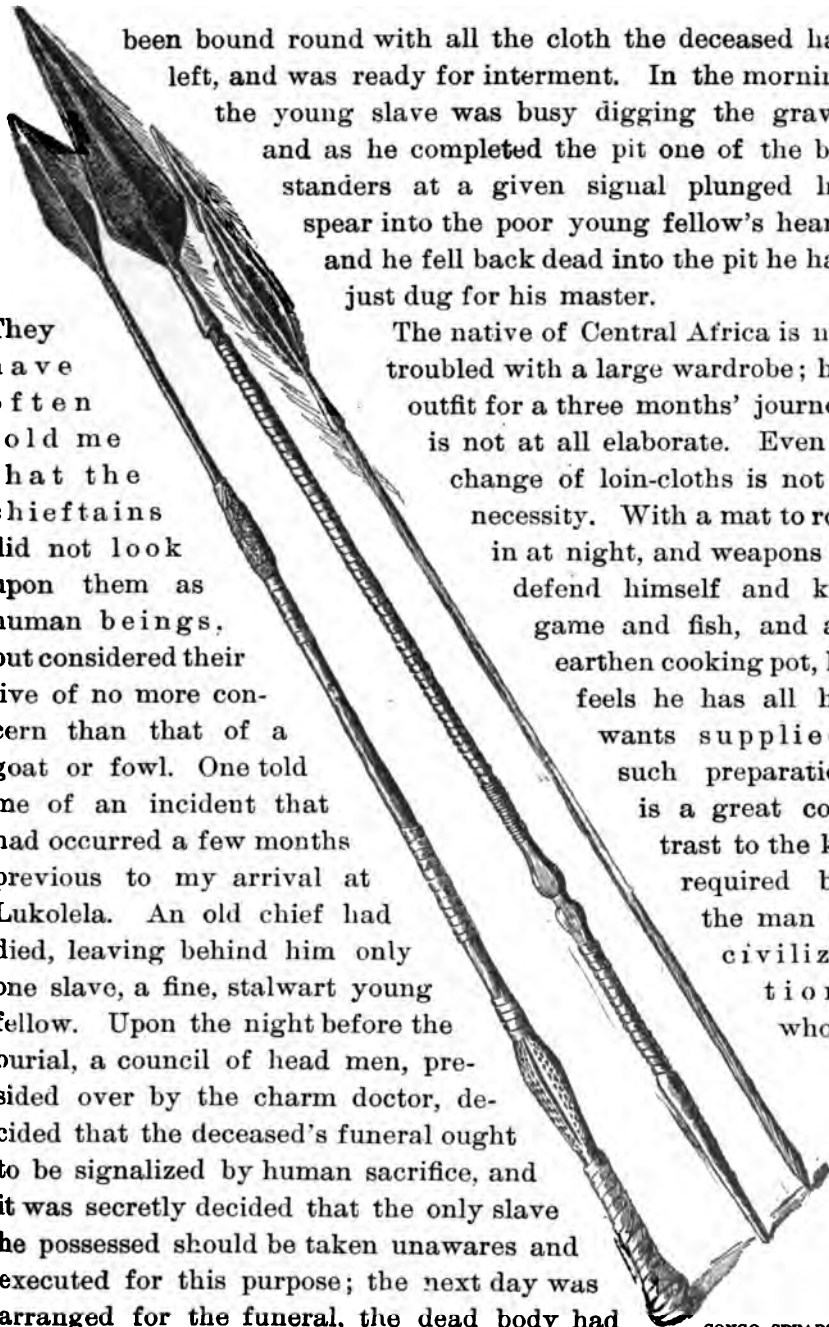 They
have
often
told me
that the
chieftains
did not look
upon them as
human beings,
but considered their
live of no more con-
cern than that of a
goat or fowl. One told
me of an incident that
had occurred a few months
previous to my arrival at
Lukolela. An old chief had
died, leaving behind him only
one slave, a fine, stalwart young
fellow. Upon the night before the
burial, a council of head men, pre-
sided over by the charm doctor, de-
cided that the deceased's funeral ought
to be signalized by human sacrifice, and
it was secretly decided that the only slave
he possessed should be taken unawares and
executed for this purpose; the next day was
arranged for the funeral, the dead body had
been bound round with all the cloth the deceased ha
left, and was ready for interment. In the mornin
the young slave was busy digging the grav
and as he completed the pit one of the b
standers at a given signal plunged h
spear into the poor young fellow's hear
and he fell back dead into the pit he ha
just dug for his master.
The native of Central Africa is n
troubled with a large wardrobe; h
outfit for a three months' journe
is not at all elaborate. Even
change of loin-cloths is not
necessity. With a mat to ro
in at night, and weapons
defend himself and k
game and fish, and a
earthen cooking pot, h
feels he has all h
wants supplie
such preparatio
is a great co
trast to the k
required b
the man
civiliz
tion
who
CONGO SPEARS